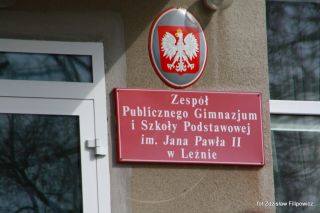 Zespół
Publicznego Gimnazjum
i Szkoły Podstawowej
im. Jana Pawła II
w Leźnie
fot Zdzisław Filipowicz